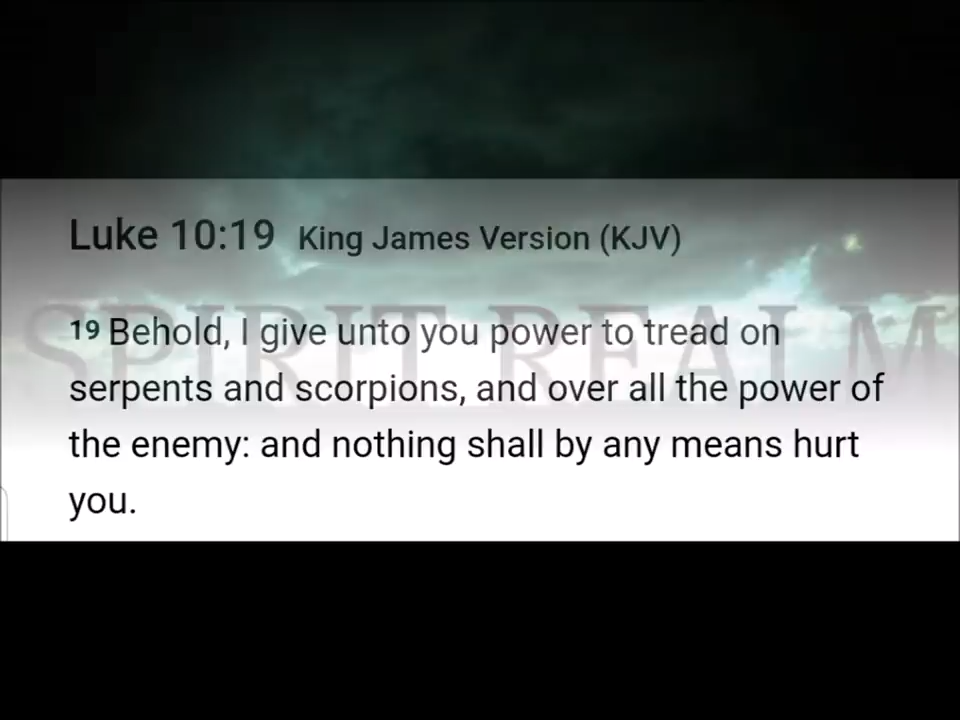 Luke 10:19 King James Version (KJV)
SPIRIT REALM
19 Behold, I give unto you power to tread on
serpents and scorpions, and over all the power of
the enemy: and nothing shall by any means hurt
you.